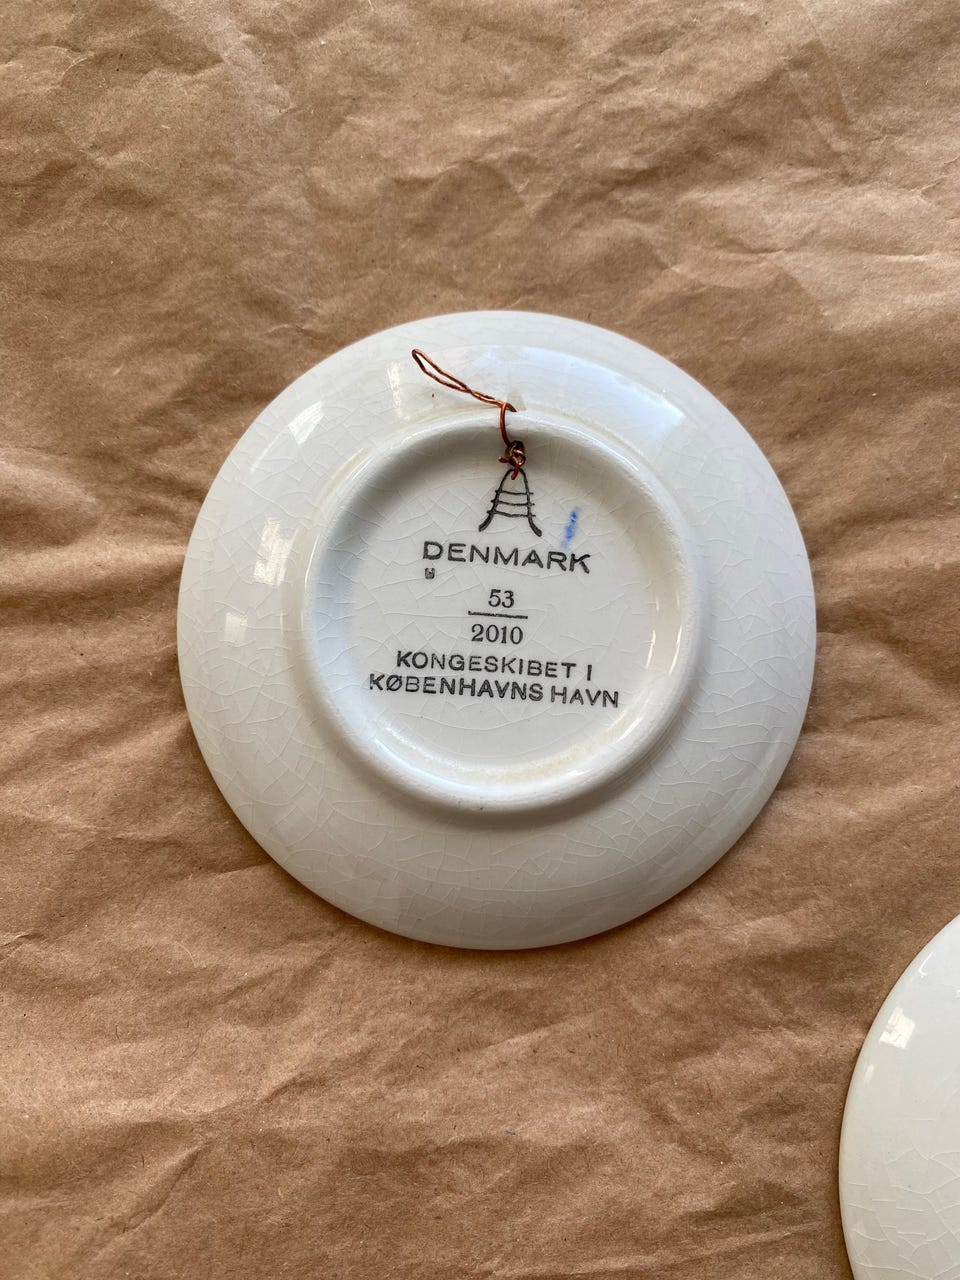 DENMARK
53
2010
KONGESKIBET I
KØBENHAVNS HAVN